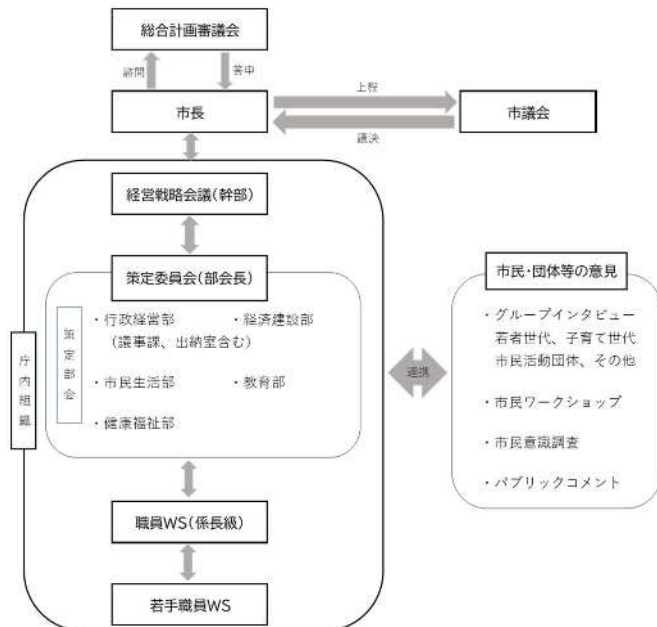 総合計画審議会
諮問
答申
市長
上程
議決
市議会
経営戦略会議(幹部)
策定委員会(部会長)
策定部会
・行政経営部
(議事課、出納室含む)
・経済建設部
・市民生活部
・教育部
・健康福祉部
庁内組織
職員WS(係長級)
若手職員WS
連携
市民・団体等の意見
・グループインタビュー
若者世代、子育て世代
市民活動団体、その他
・市民ワークショップ
・市民意識調査
・パブリックコメント